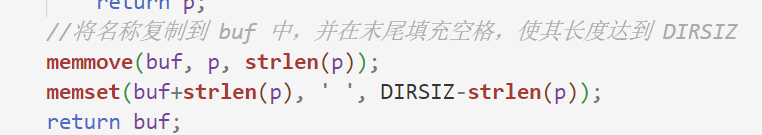 return p;
//将名称复制到 buf 中，并在末尾填充空格，使其长度达到 DIRSIZ
memmove(buf, p, strlen(p));
memset(buf+strlen(p), ' ', DIRSIZ-strlen(p));
return buf;